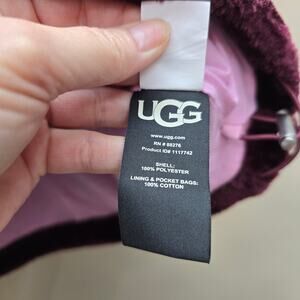 UGG
www.ugg.com
RN # 88276
Product ID# 1117742
SHELL:
100% POLYESTER
LINING & POCKET BAGS:
100% COTTON